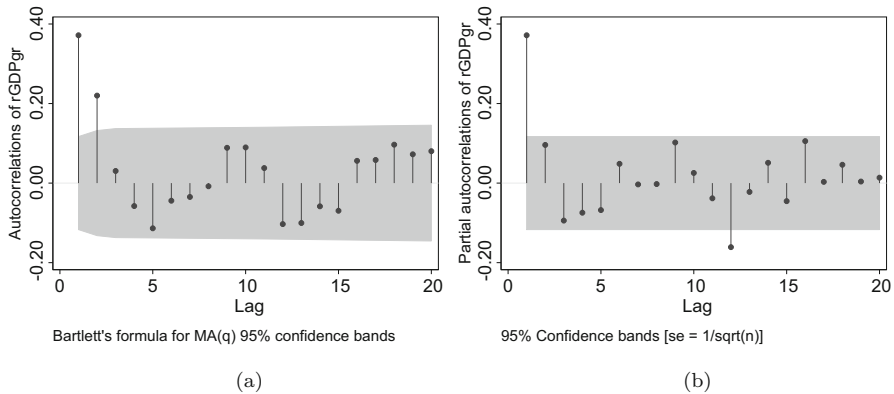 Autocorrelations of rGDPgr
0.40
0.20
0.00
-0.20
0 5 10 15 20
Lag
Bartlett's formula for MA(q) 95% confidence bands
(a)
Partial autocorrelations of rGDPgr
0.40
0.20
0.00
-0.20
0 5 10 15 20
Lag
95% Confidence bands [se = 1/sqrt(n)]
(b)